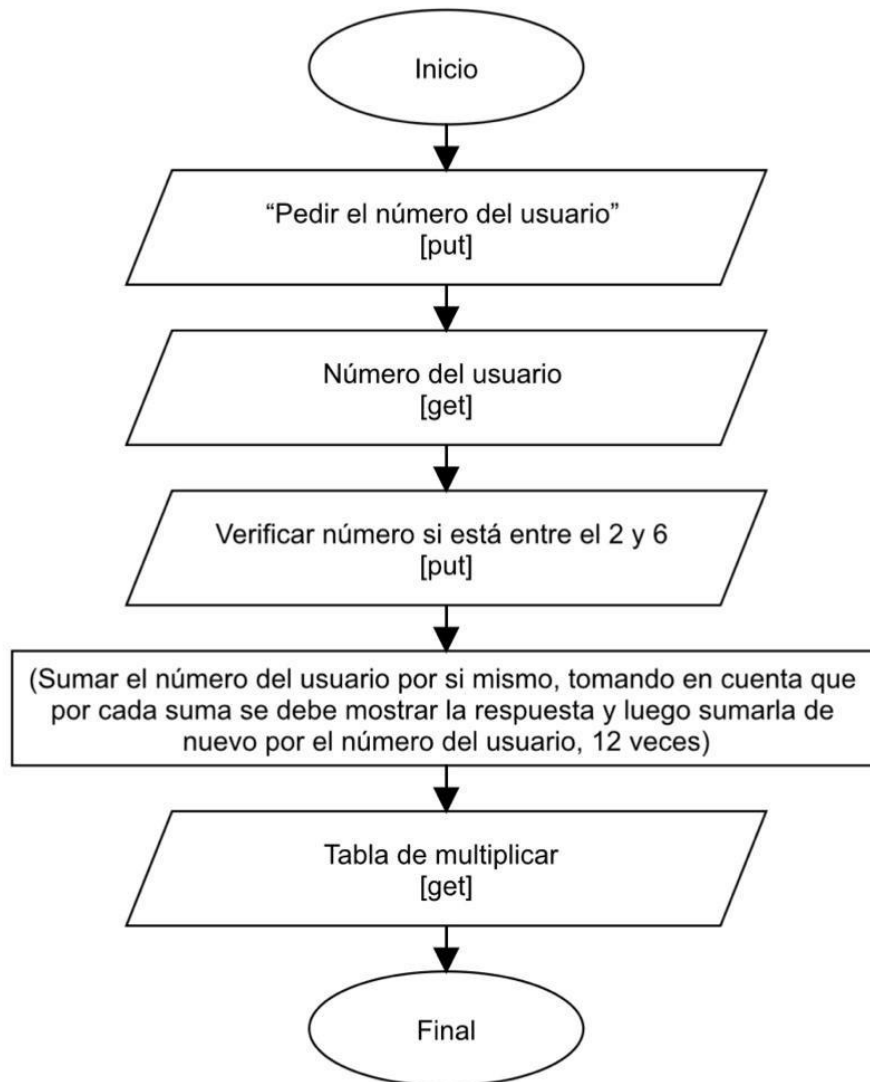 Inicio
“Pedir el número del usuario”
[put]
Número del usuario
[get]
Verificar número si está entre el 2 y 6
[put]
(Sumar el número del usuario por si mismo, tomando en cuenta que
por cada suma se debe mostrar la respuesta y luego sumarla de
nuevo por el número del usuario, 12 veces)
Tabla de multiplicar
[get]
Final